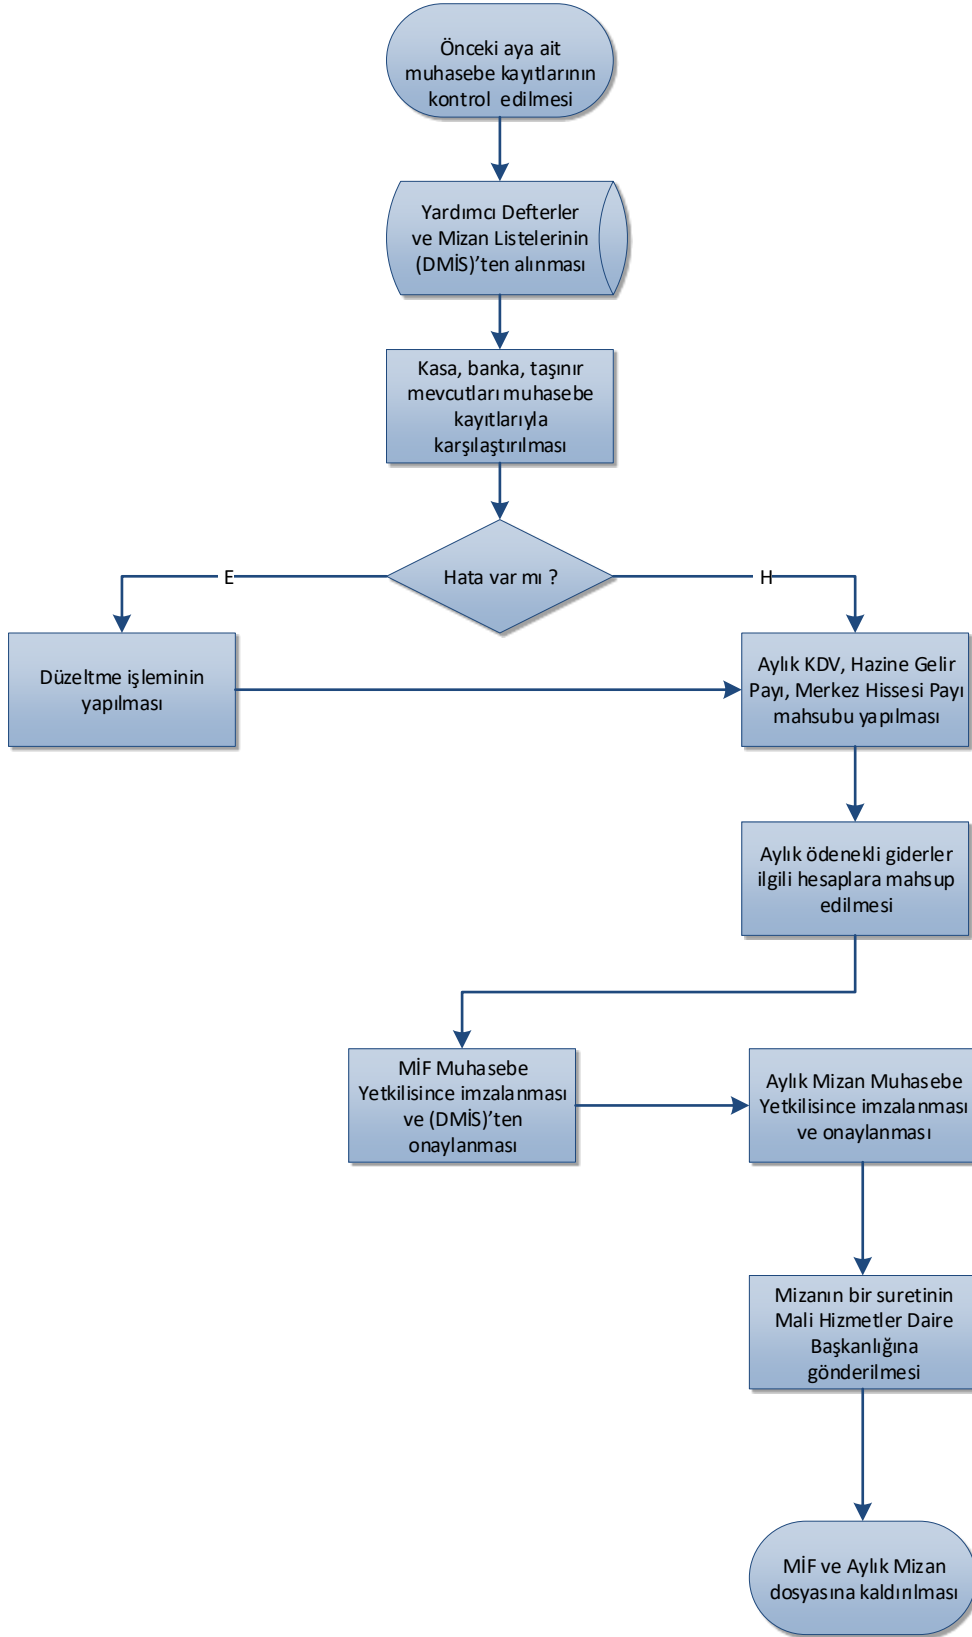 Önceki aya ait
muhasebe kayıtlarının
kontrol edilmesi
Yardımcı Defterler
ve Mizan Listelerinin
(DMİS)’ten alınması
Kasa, banka, taşınır
mevcutları muhasebe
kayıtlarıyla
karşılaştırılması
Hata var mı ?
E
H
Düzeltme işleminin
yapılması
Aylık KDV, Hazine Gelir
Payı, Merkez Hissesi Payı
mahsubu yapılması
Aylık ödenekli giderler
ilgili hesaplara mahsup
edilmesi
MİF Muhasebe
Yetkilisince imzalanması
ve (DMİS)’ten
onaylanması
Aylık Mizan Muhasebe
Yetkilisince imzalanması
ve onaylanması
Mizanın bir suretinin
Mali Hizmetler Daire
Başkanlığına
gönderilmesi
MİF ve Aylık Mizan
dosyasına kaldırılması